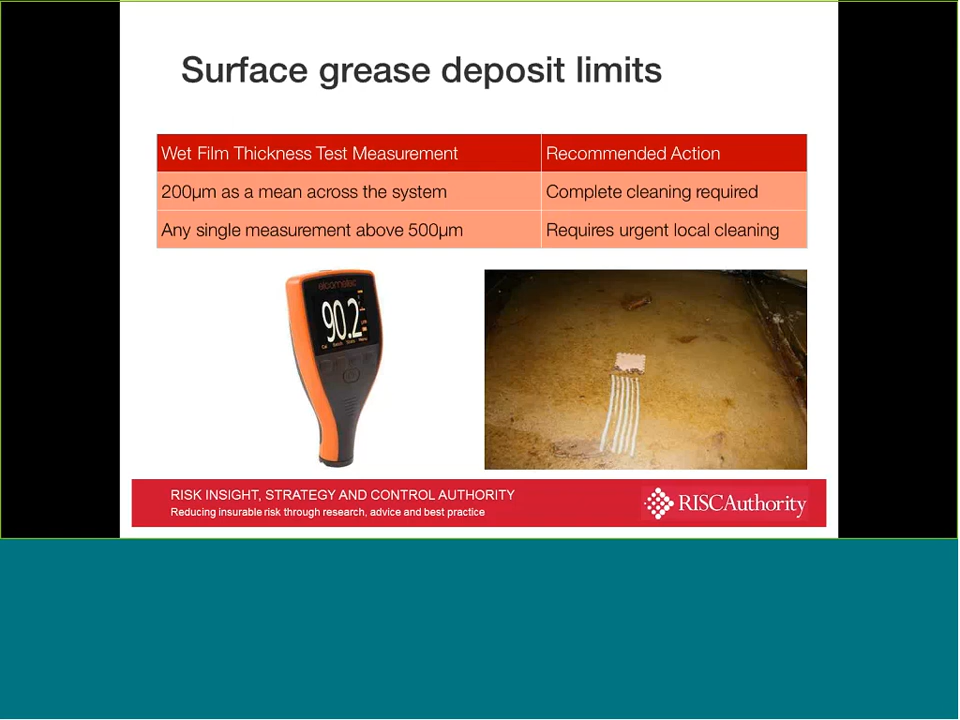 Surface grease deposit limits
Wet Film Thickness Test Measurement
Recommended Action
200µm as a mean across the system
Complete cleaning required
Any single measurement above 500µm
Requires urgent local cleaning
elcometer
90.2
RISK INSIGHT, STRATEGY AND CONTROL AUTHORITY
Reducing insurable risk through research, advice and best practice
RISCAuthority